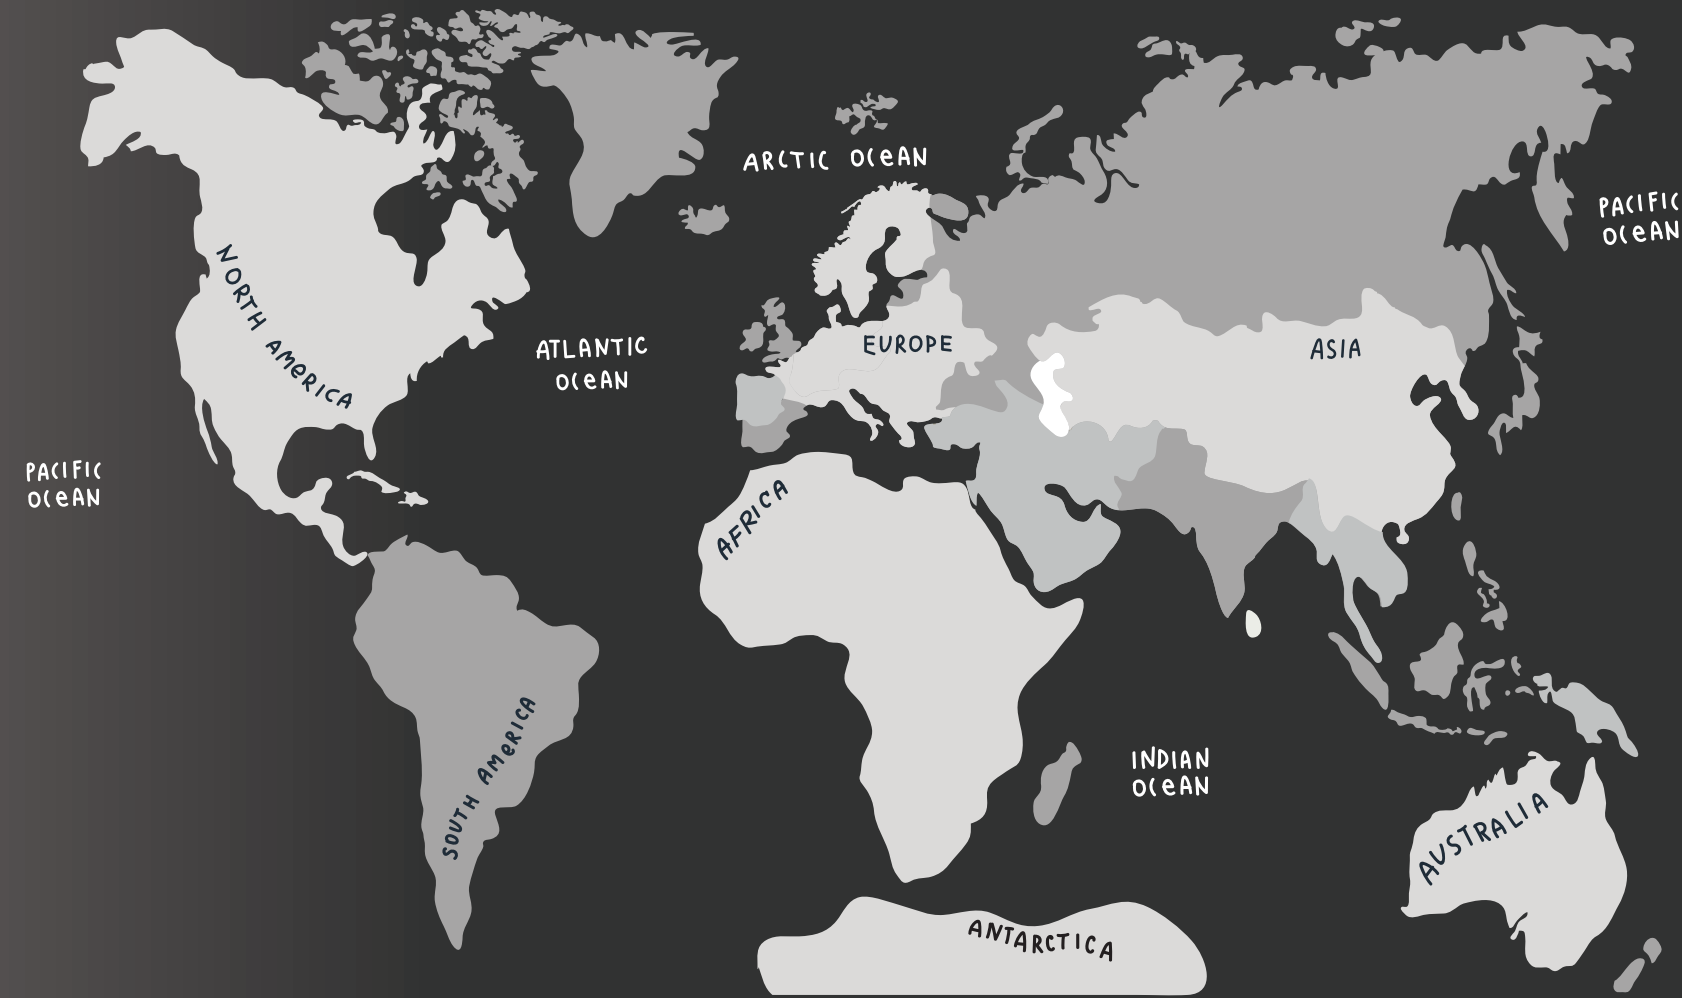 ARCTIC OCEAN
PACIFIC
OCEAN
NORTH AMERICA
ATLANTIC
OCEAN
EUROPE
ASIA
PACIFIC
OCEAN
AFRICA
SOUTH AMERICA
INDIAN
OCEAN
AUSTRALIA
ANTARCTICA